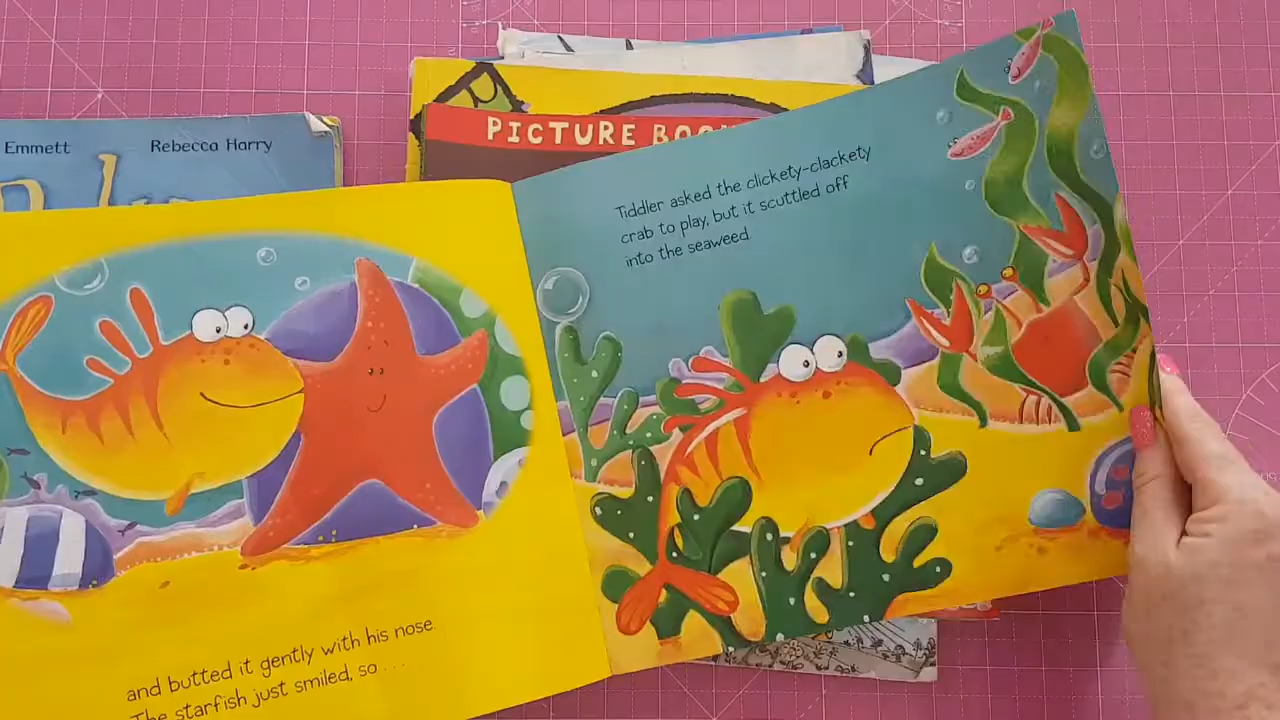 Emmett Rebecca Harry
PICTURE
Tiddler asked the clickety-clackety
crab to play, but it scuttled off
into the seaweed.
and butted it gently with his nose.
The starfish just smiled, so . . . .